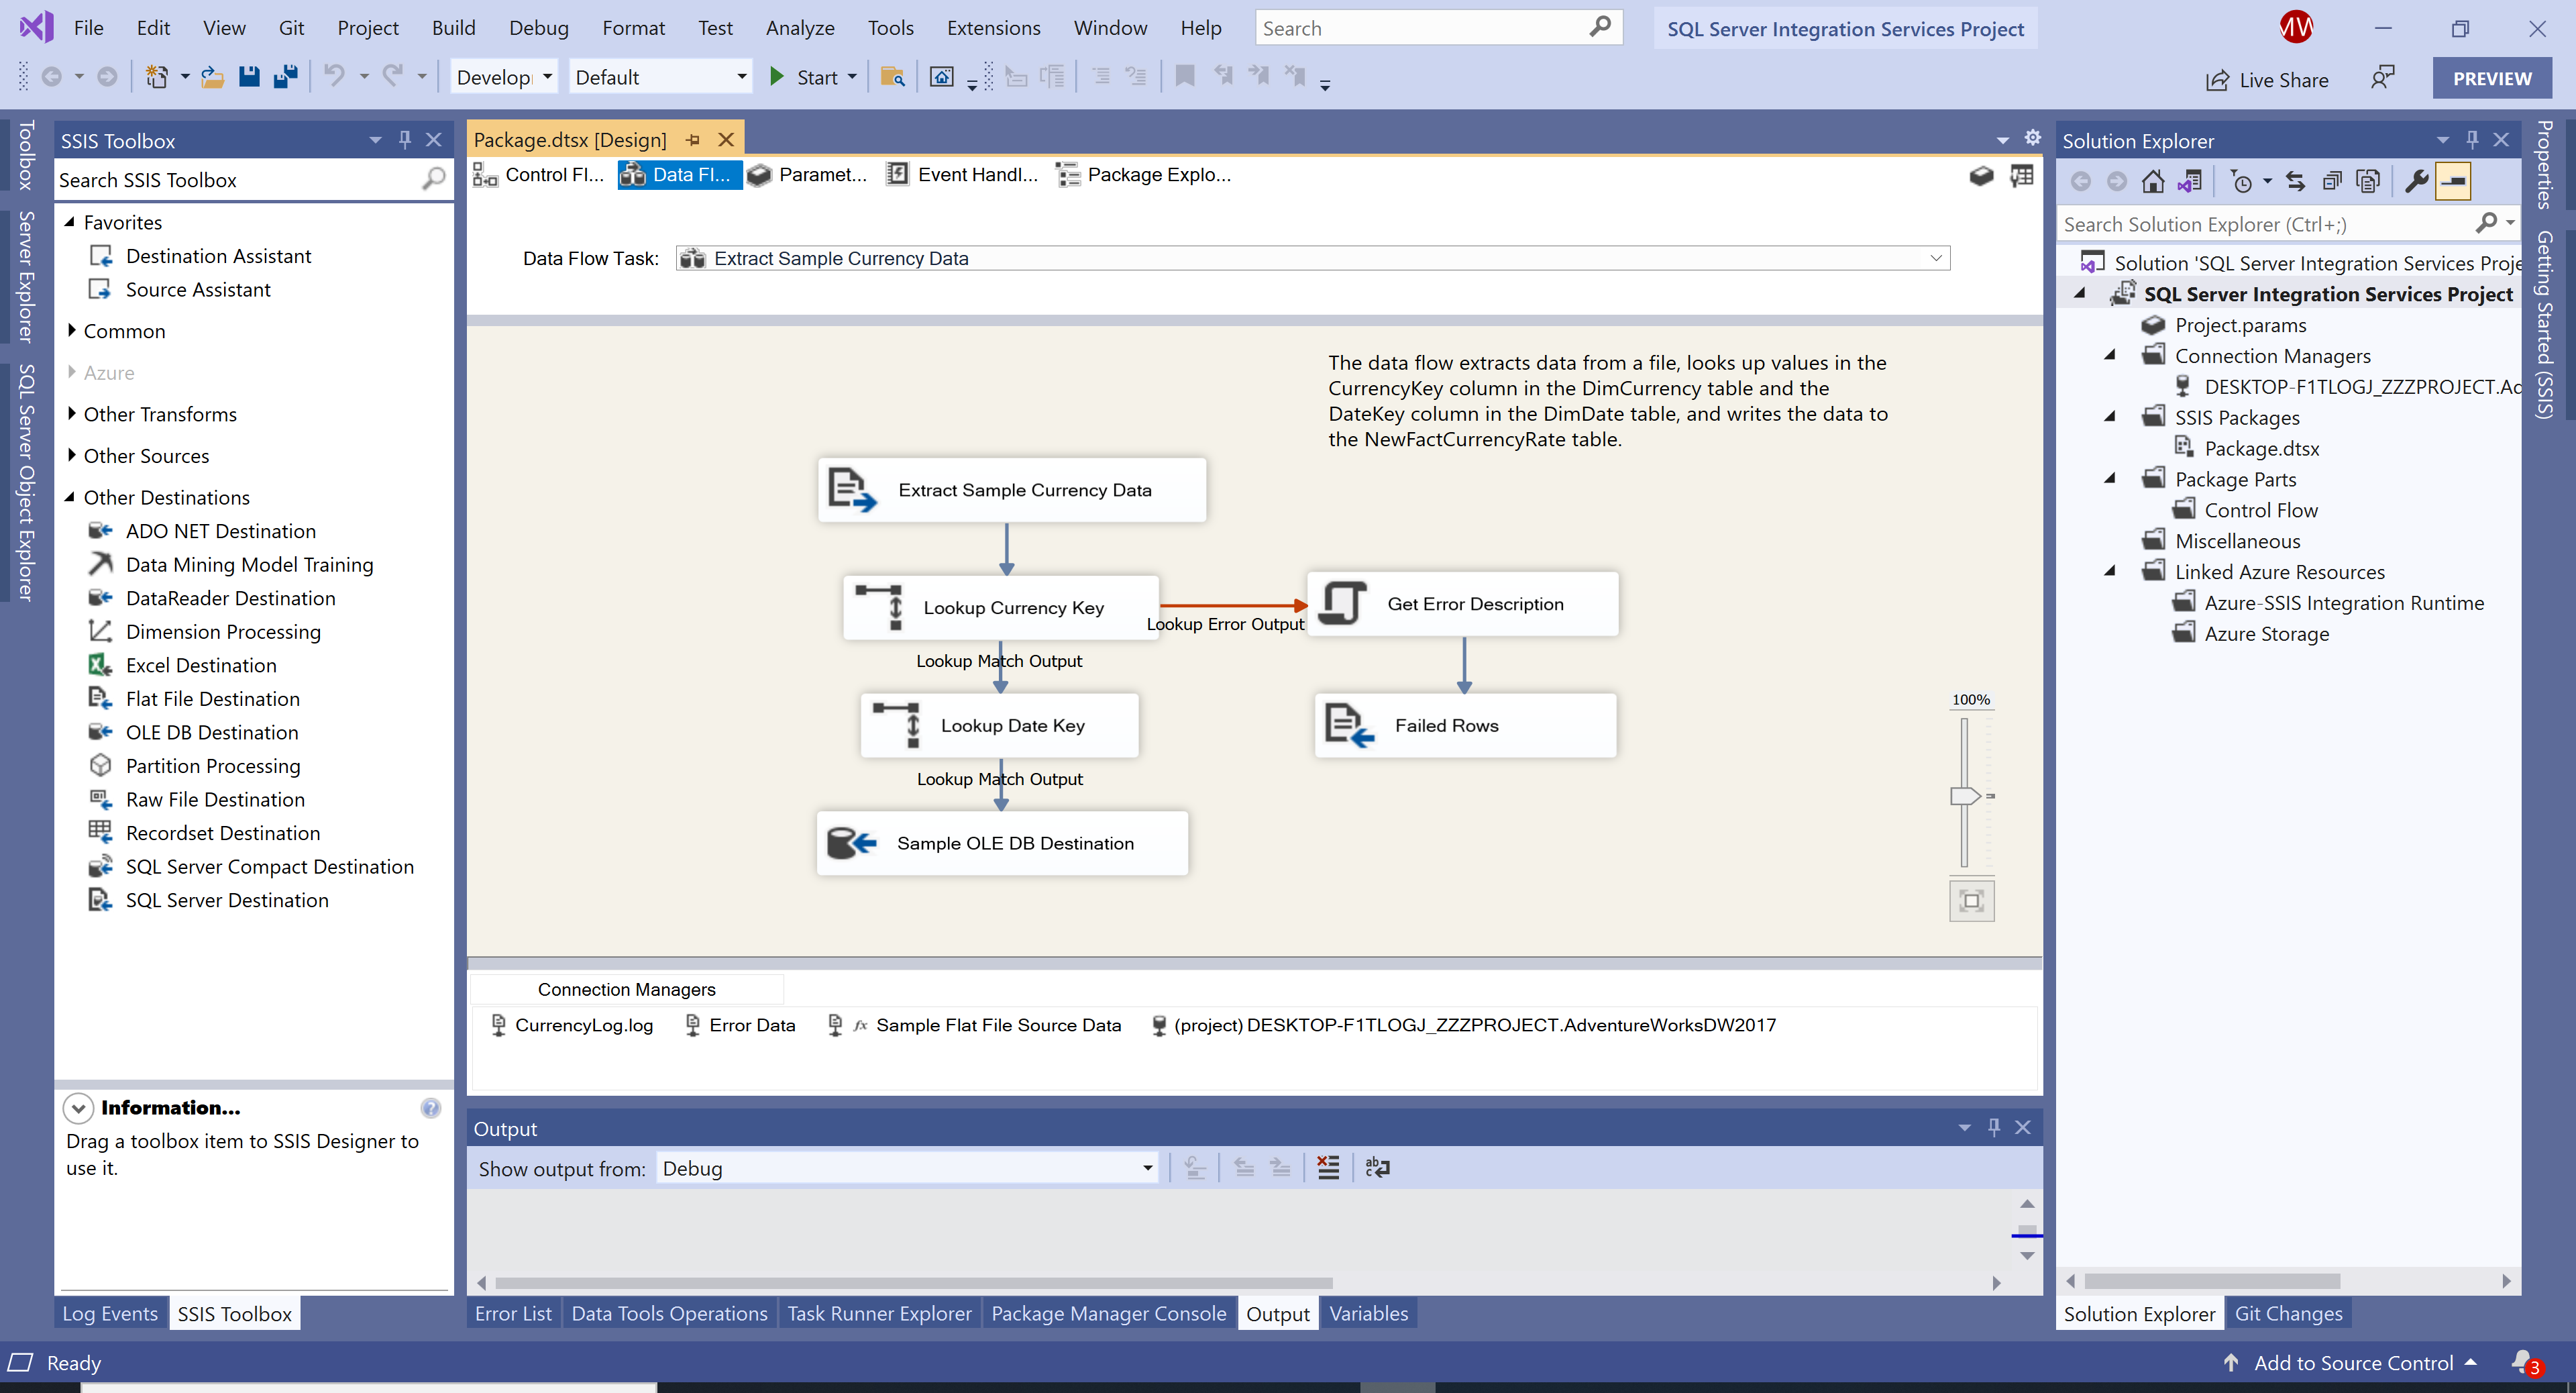 File Edit View Git Project Build Debug Format Test Analyze Tools Extensions Window Help Search SQL Server Integration Services Project MW
Develop Default Start Live Share PREVIEW
Toolbox
Server Explorer
SQL Server Object Explorer
SSIS Toolbox
Search SSIS Toolbox
Favorites
Destination Assistant
Source Assistant
Common
Azure
Other Transforms
Other Sources
Other Destinations
ADO NET Destination
Data Mining Model Training
DataReader Destination
Dimension Processing
Excel Destination
Flat File Destination
OLE DB Destination
Partition Processing
Raw File Destination
Recordset Destination
SQL Server Compact Destination
SQL Server Destination
Information...
Drag a toolbox item to SSIS Designer to
use it.
Log Events SSIS Toolbox
Package.dtsx [Design]
Control Fl... Data Fl... Paramet... Event Handl... Package Explo...
Data Flow Task: Extract Sample Currency Data
The data flow extracts data from a file, looks up values in the
CurrencyKey column in the DimCurrency table and the
DateKey column in the DimDate table, and writes the data to
the NewFactCurrencyRate table.
Extract Sample Currency Data
Lookup Currency Key
Lookup Error Output
Get Error Description
Lookup Match Output
Lookup Date Key
Failed Rows
Lookup Match Output
Sample OLE DB Destination
100%
Connection Managers
CurrencyLog.log Error Data fx Sample Flat File Source Data (project) DESKTOP-F1TLOGJ_ZZZPROJECT.AdventureWorksDW2017
Output
Show output from: Debug
Error List Data Tools Operations Task Runner Explorer Package Manager Console Output Variables
Solution Explorer
Search Solution Explorer (Ctrl+;)
Solution 'SQL Server Integration Services Proje
SQL Server Integration Services Project
Project.params
Connection Managers
DESKTOP-F1TLOGJ_ZZZPROJECT.Ad
SSIS Packages
Package.dtsx
Package Parts
Control Flow
Miscellaneous
Linked Azure Resources
Azure-SSIS Integration Runtime
Azure Storage
Solution Explorer Git Changes
Properties
Getting Started (SSIS)
Ready Add to Source Control 3